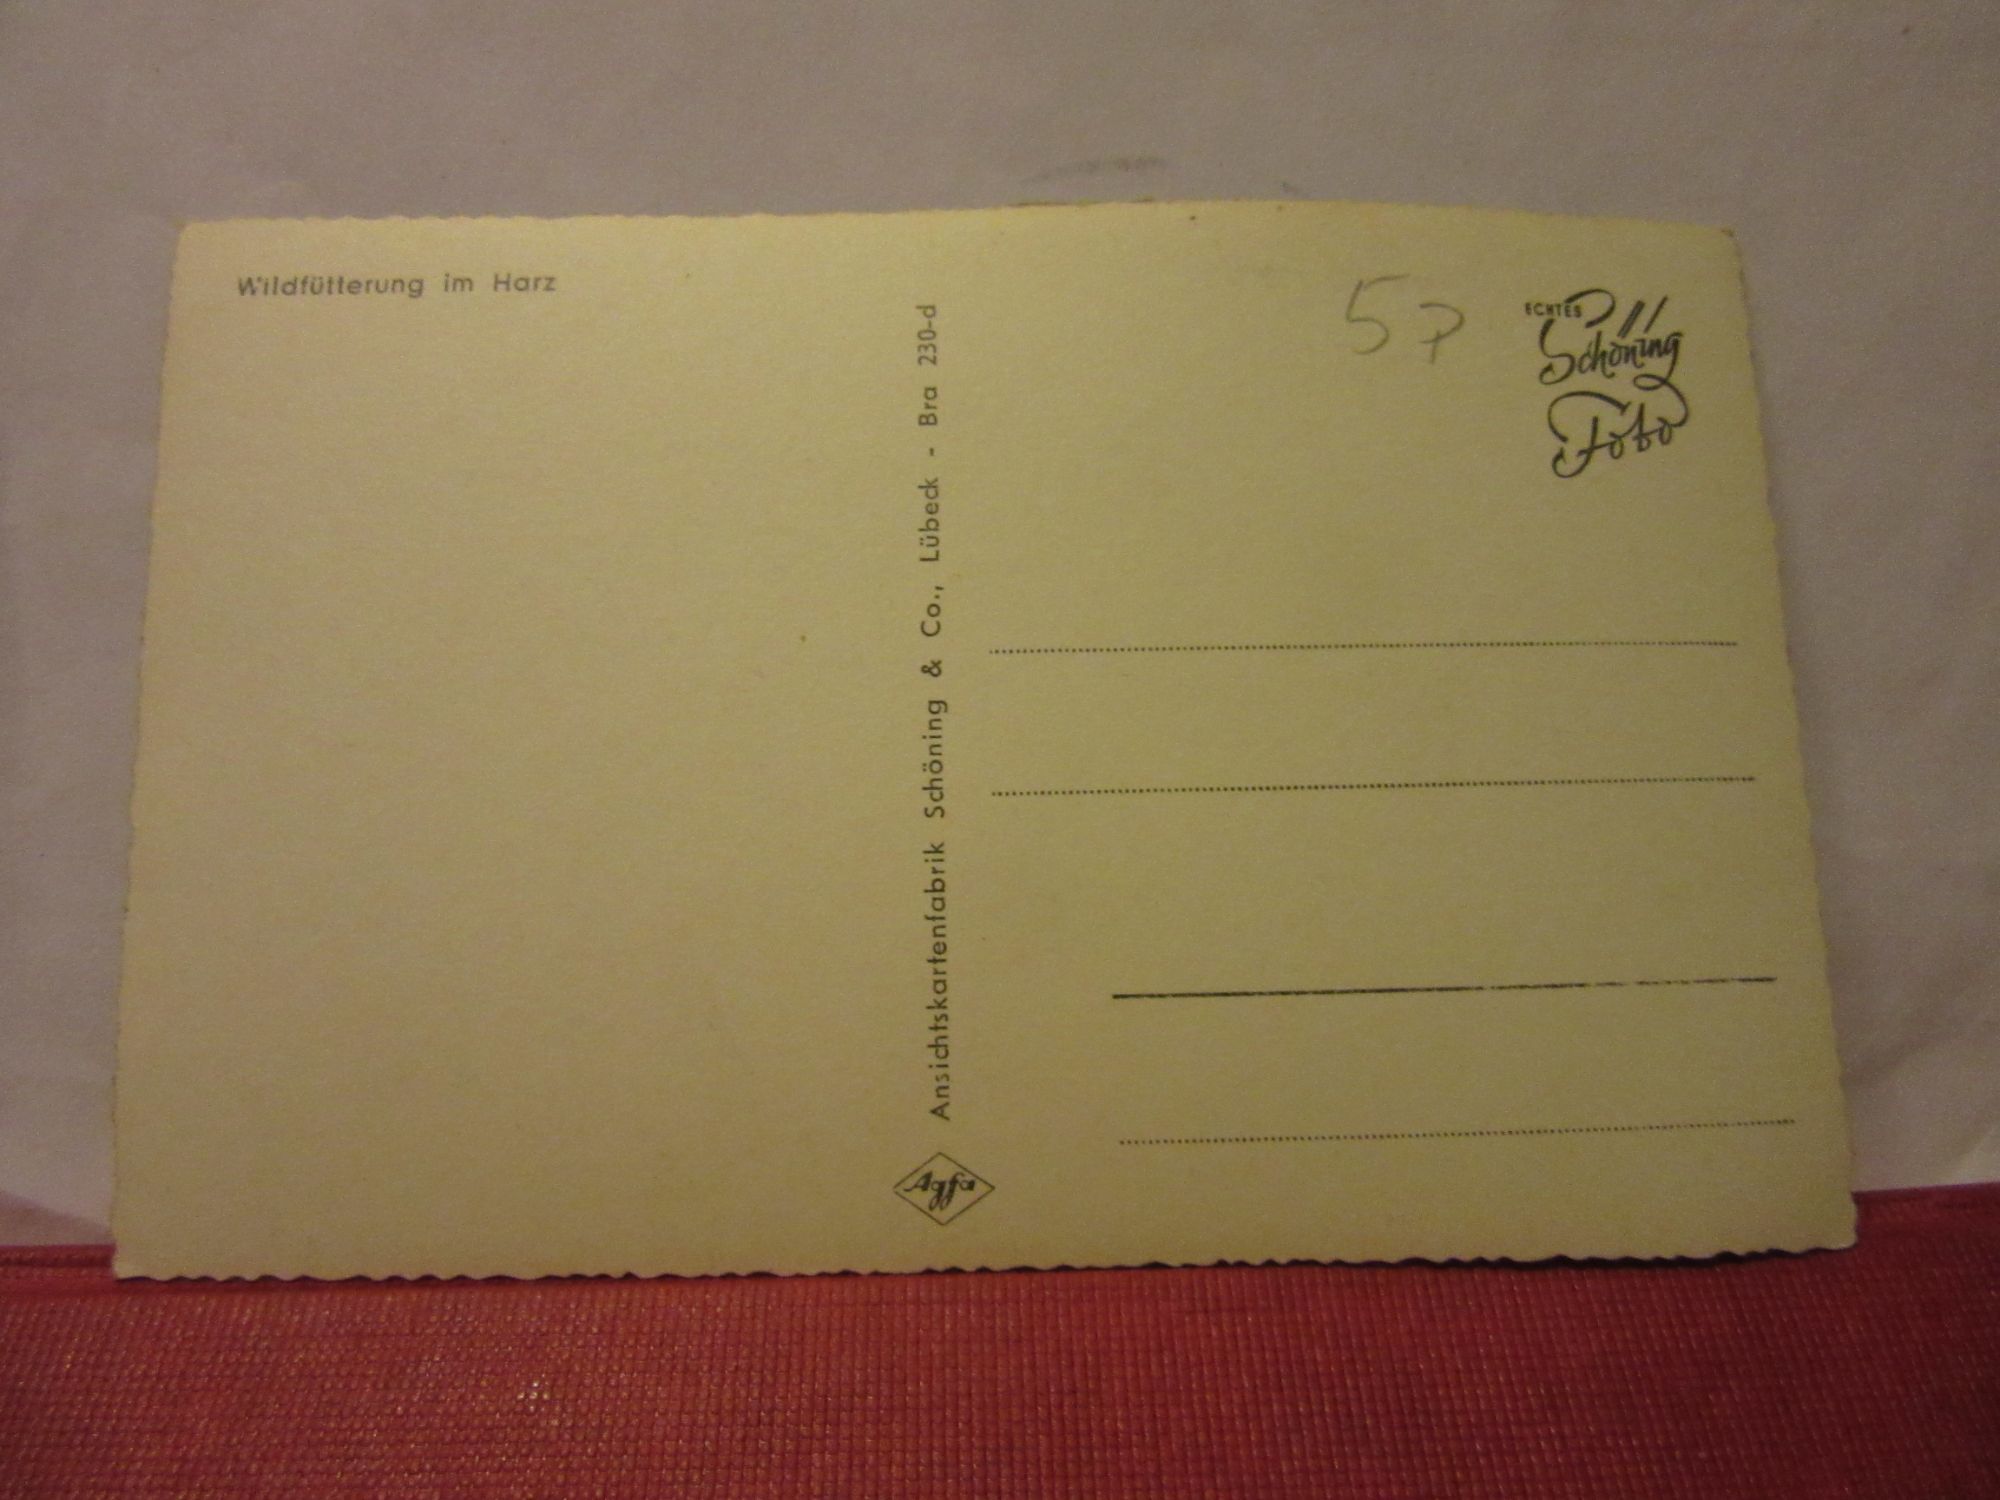 Wildfütterung im Harz
Ansichtskartenfabrik Schöning & Co., Lübeck - Bra 230-d
Agfa
57
ECHTES
Schöning
Foto